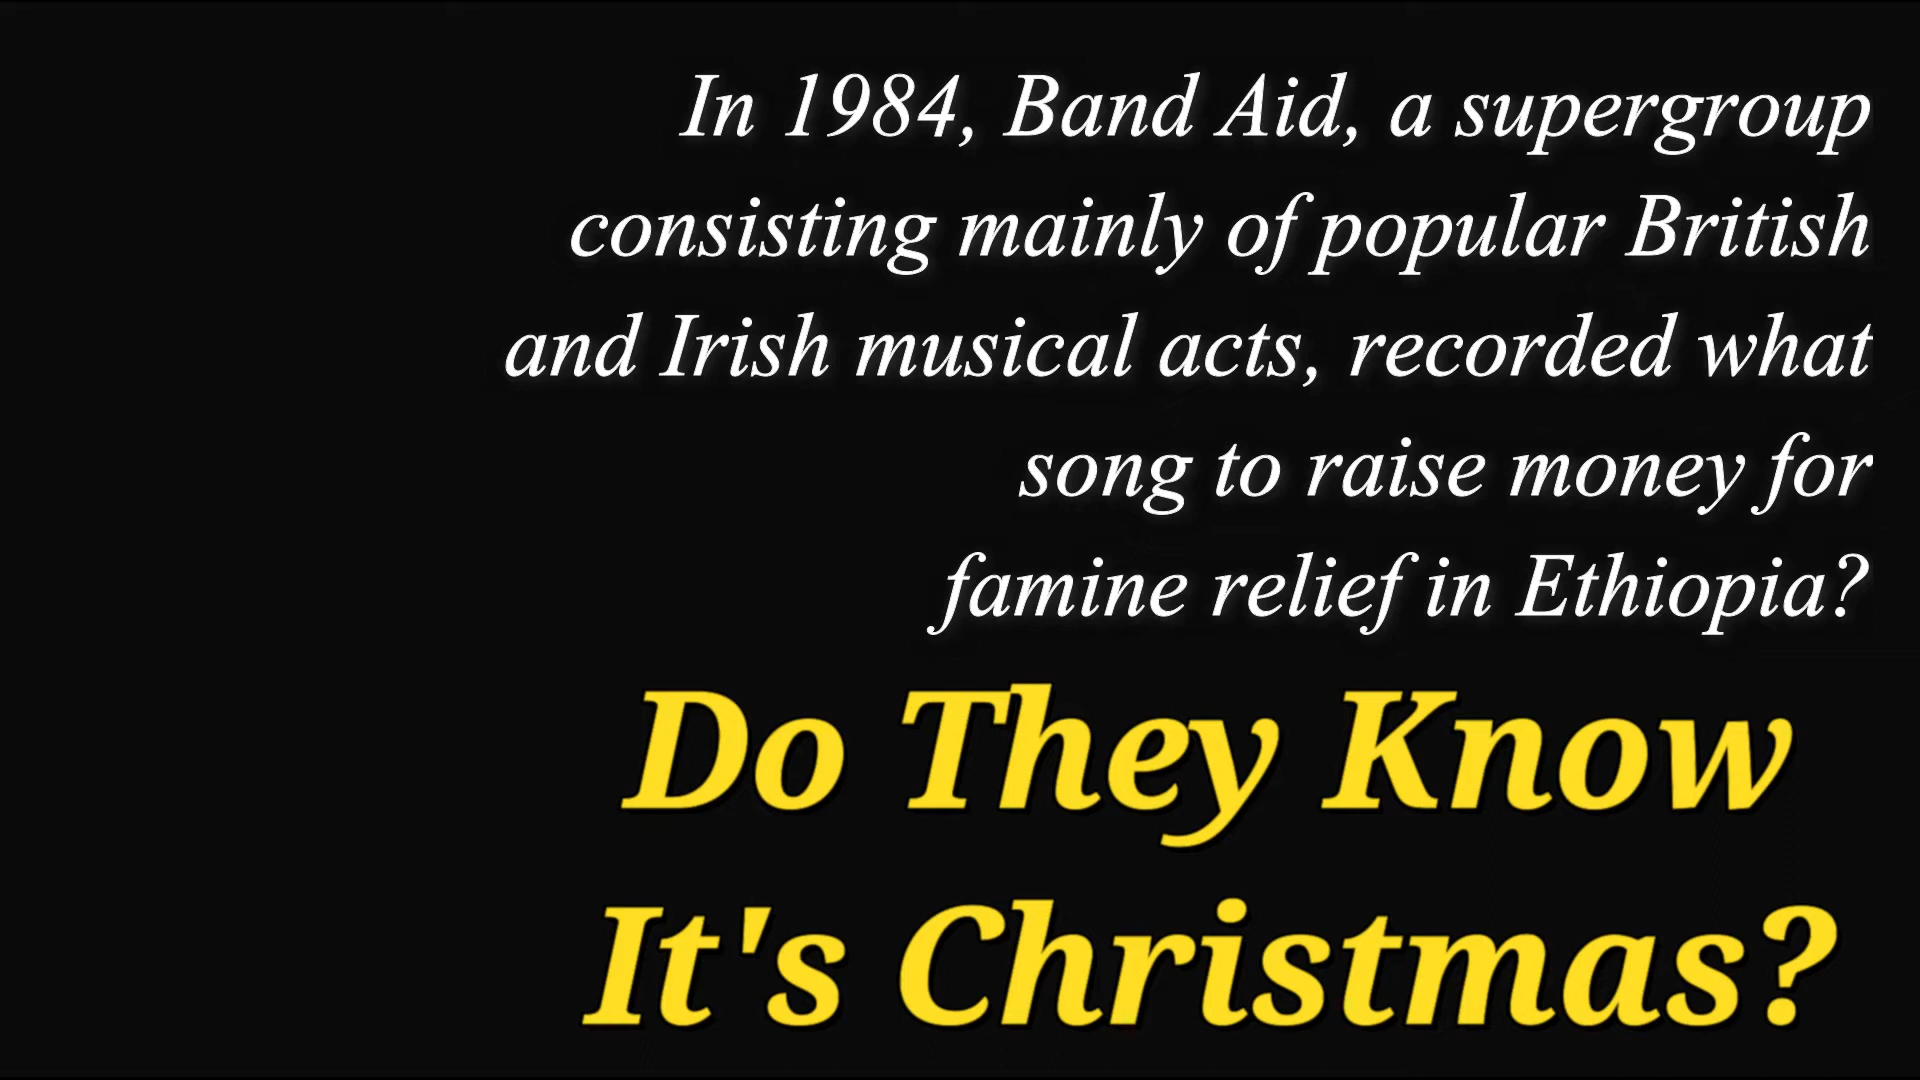 In 1984, Band Aid, a supergroup
consisting mainly of popular British
and Irish musical acts, recorded what
song to raise money for
famine relief in Ethiopia?
Do They Know
It's Christmas?